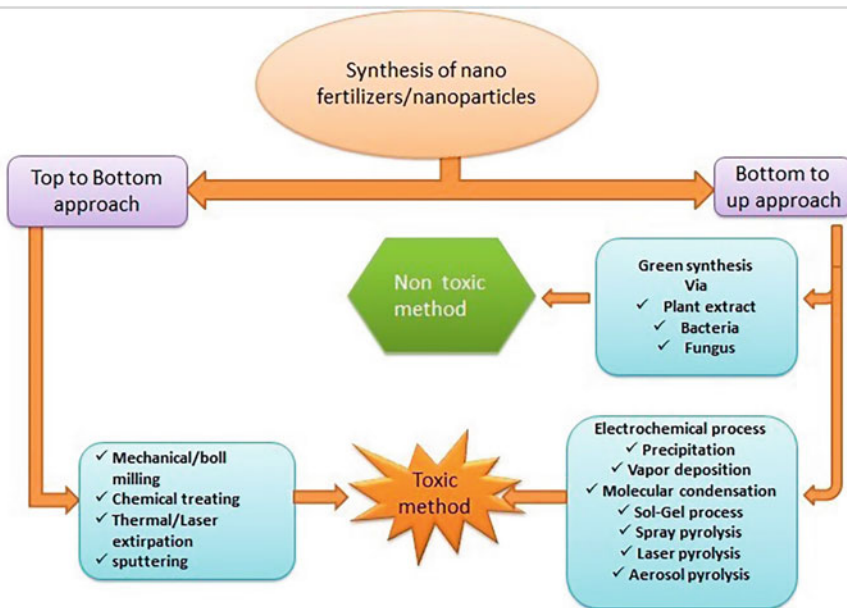 Synthesis of nano
fertilizers/nanoparticles
Top to Bottom
approach
Bottom to
up approach
Non toxic
method
Green synthesis
Via
✓ Plant extract
✓ Bacteria
✓ Fungus
✓ Mechanical/boll
milling
✓ Chemical treating
✓ Thermal/Laser
extirpation
✓ sputtering
Toxic
method
Electrochemical process
✓ Precipitation
✓ Vapor deposition
✓ Molecular condensation
✓ Sol-Gel process
✓ Spray pyrolysis
✓ Laser pyrolysis
✓ Aerosol pyrolysis